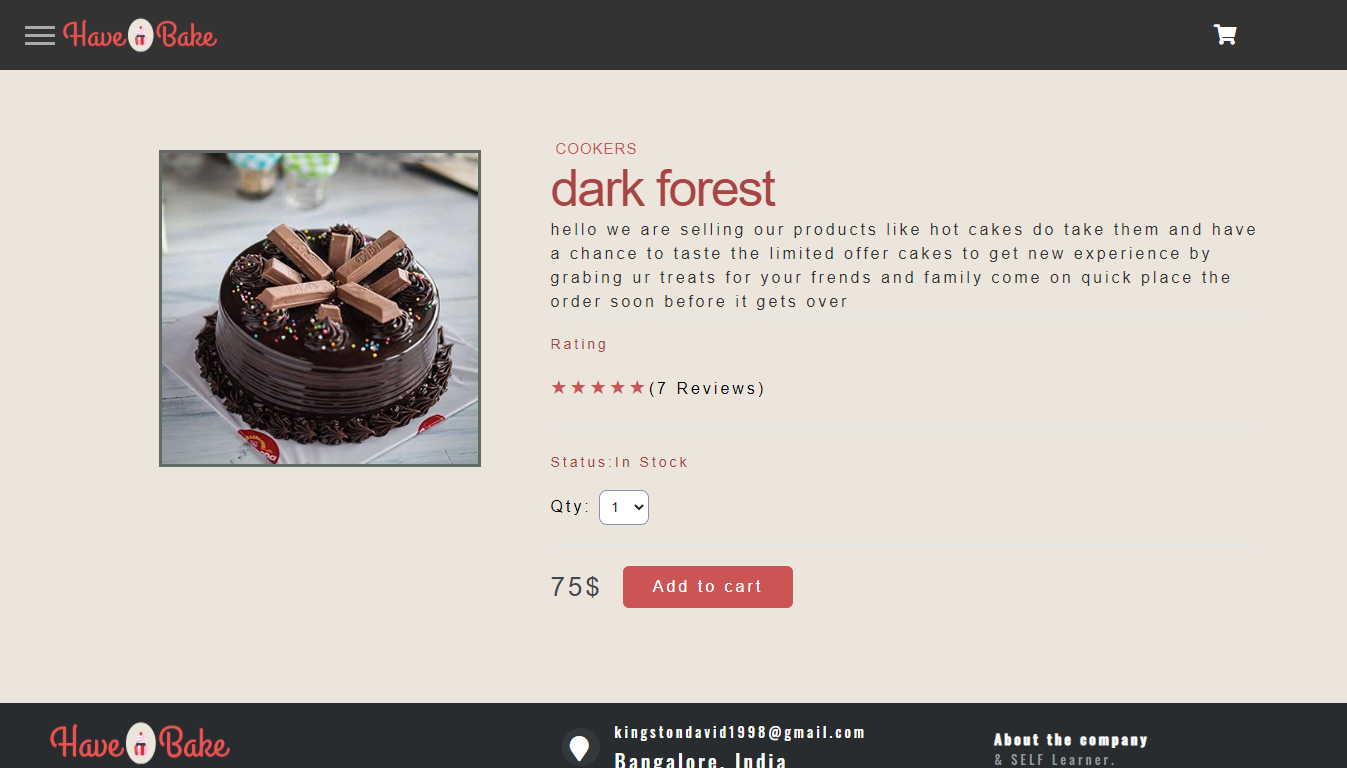 Have Bake
COOKERS
dark forest
hello we are selling our products like hot cakes do take them and have
a chance to taste the limited offer cakes to get new experience by
grabing ur treats for your frends and family come on quick place the
order soon before it gets over
Rating
★★★★★(7 Reviews)
Status:In Stock
Qty: 1
75$ Add to cart
Have Bake
kingstondavid1998@gmail.com
Bangalore, India
About the company
& SELF Learner.